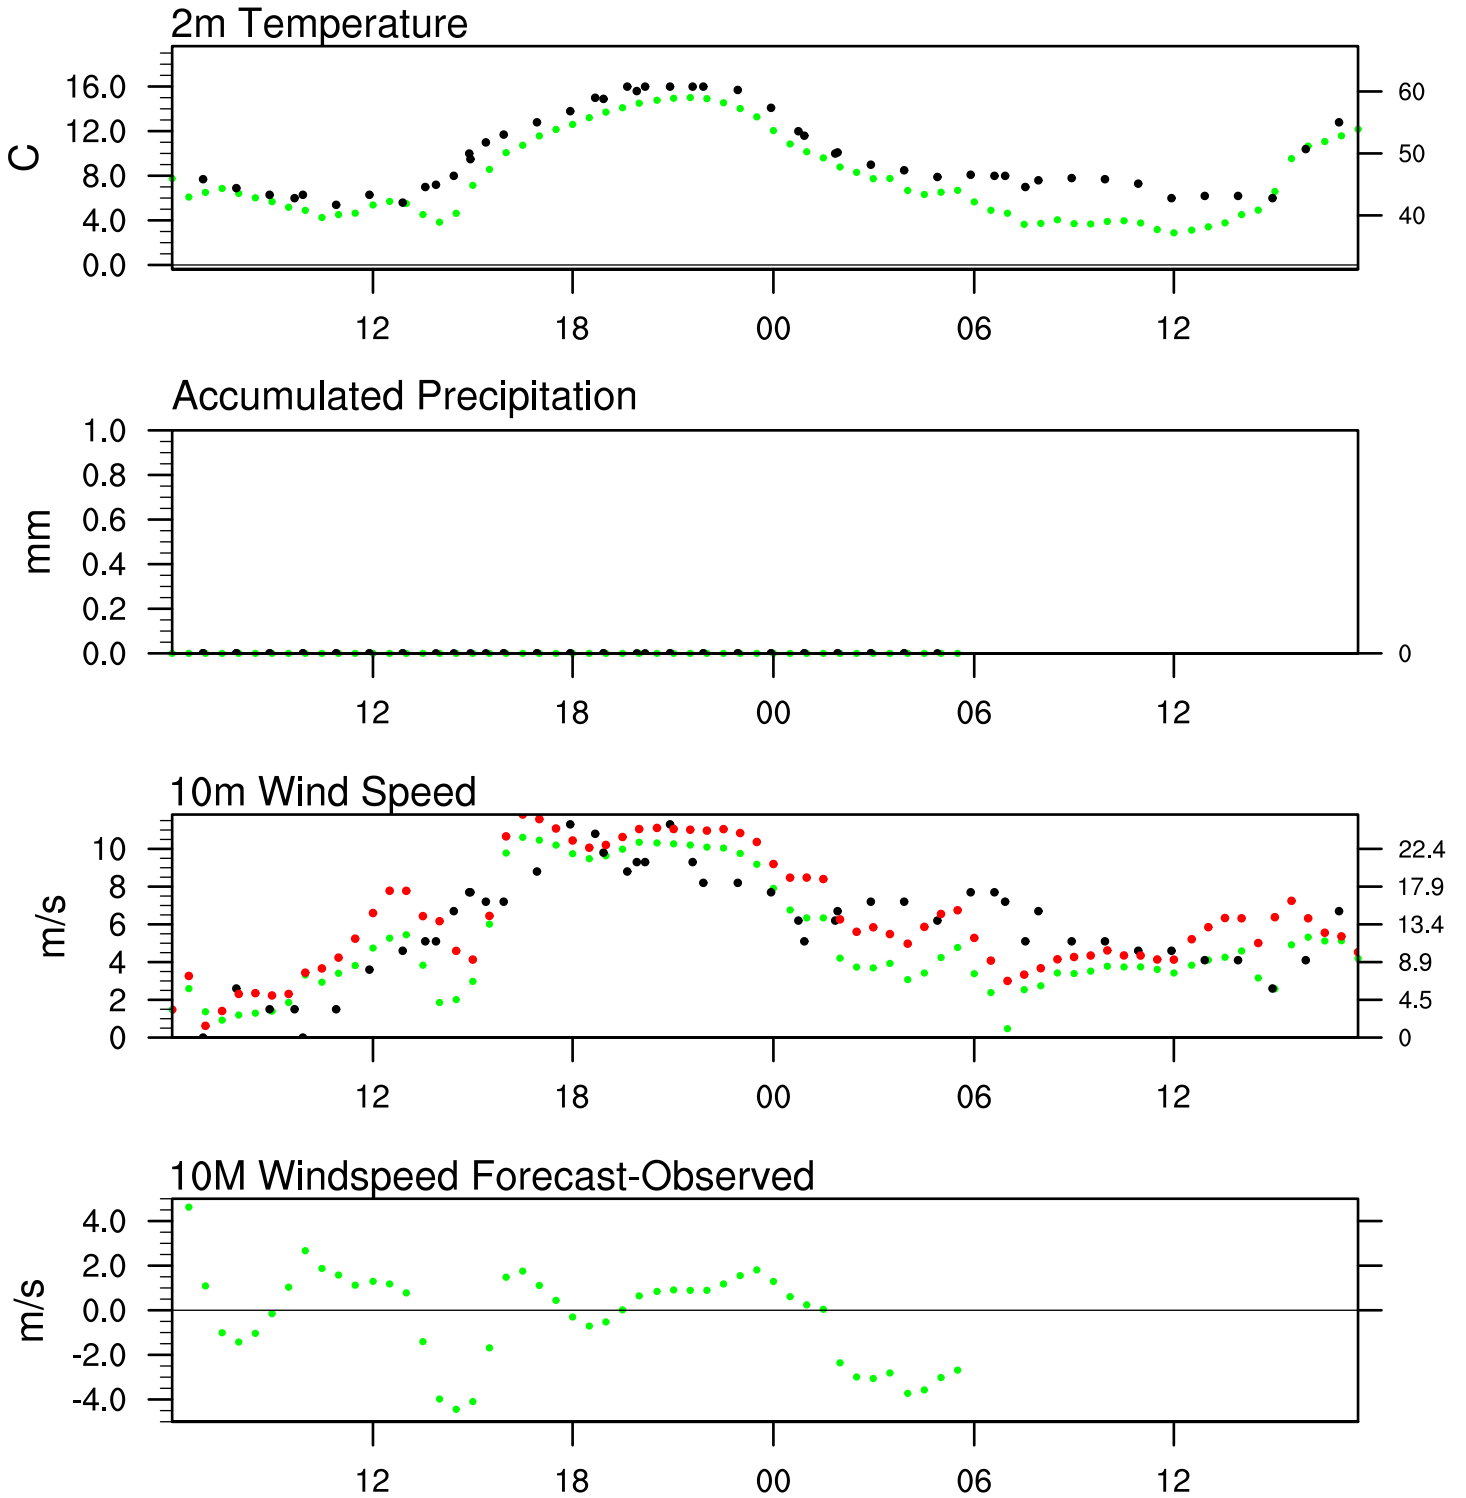 2m Temperature
C
16.0
12.0
8.0
4.0
0.0
60
50
40
12 18 00 06 12
Accumulated Precipitation
mm
1.0
0.8
0.6
0.4
0.2
0.0
0
12 18 00 06 12
10m Wind Speed
m/s
10
8
6
4
2
0
22.4
17.9
13.4
8.9
4.5
0
12 18 00 06 12
10M Windspeed Forecast-Observed
m/s
4.0
2.0
0.0
-2.0
-4.0
12 18 00 06 12